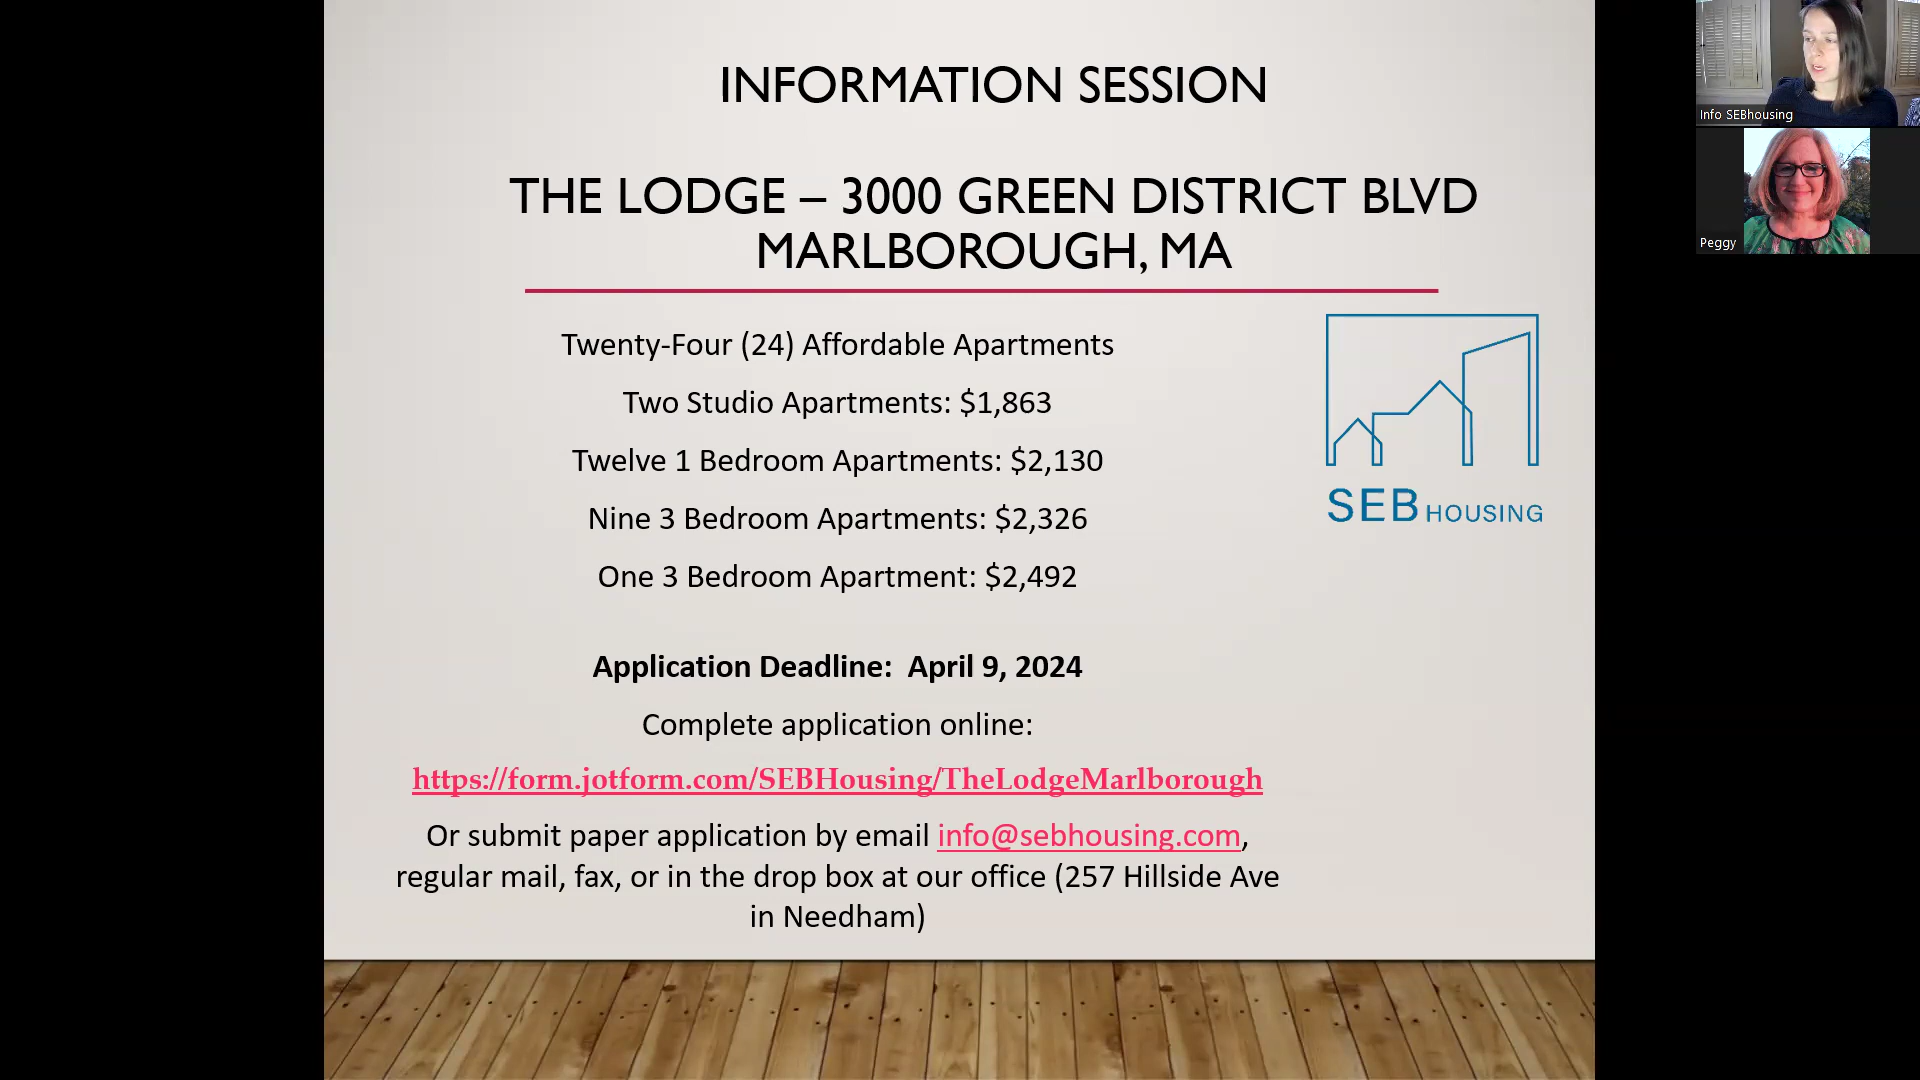 INFORMATION SESSION
THE LODGE – 3000 GREEN DISTRICT BLVD
MARLBOROUGH, MA
Twenty-Four (24) Affordable Apartments
Two Studio Apartments: $1,863
Twelve 1 Bedroom Apartments: $2,130
Nine 3 Bedroom Apartments: $2,326
One 3 Bedroom Apartment: $2,492
Application Deadline:  April 9, 2024
Complete application online:
https://form.jotform.com/SEBHousing/TheLodgeMarlborough
Or submit paper application by email info@sebhousing.com,
regular mail, fax, or in the drop box at our office (257 Hillside Ave
in Needham)
SEB HOUSING
Info SEBhousing
Peggy